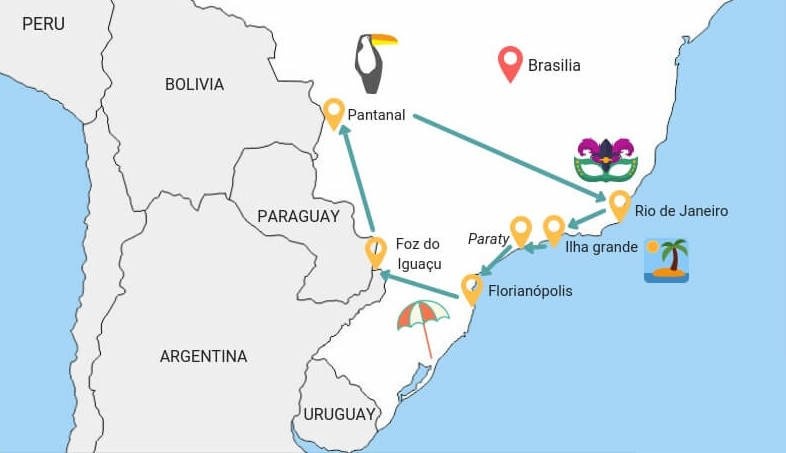 PERU
Brasilia
BOLIVIA
Pantanal
PARAGUAY
Rio de Janeiro
Paraty
Foz do
Iguaçu
Ilha grande
Florianópolis
ARGENTINA
URUGUAY